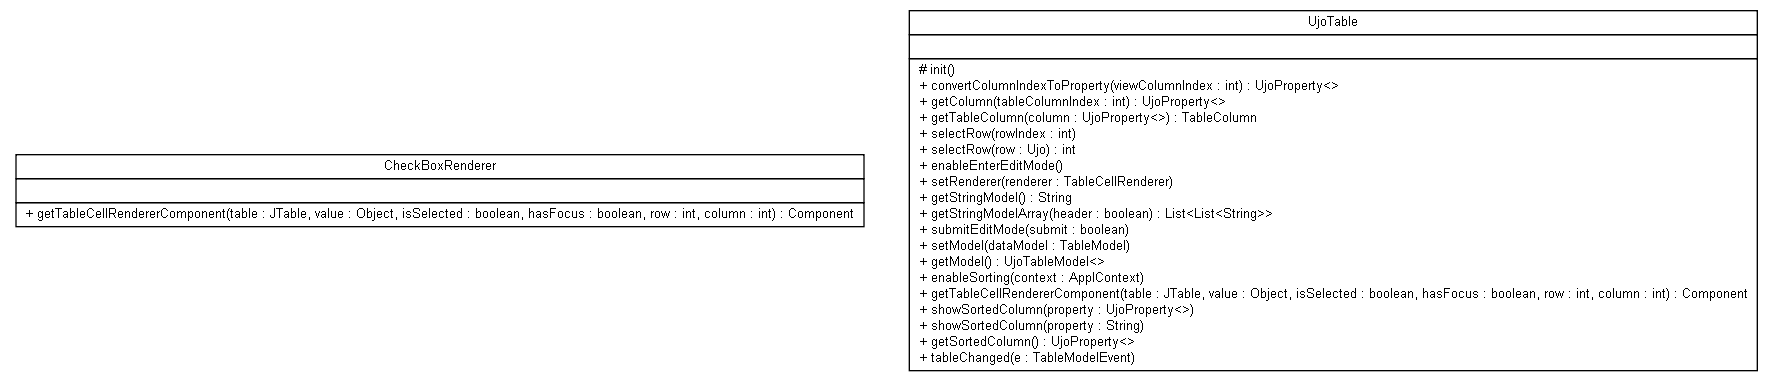 CheckBoxRenderer
+ getTableCellRendererComponent(table : JTable, value : Object, isSelected : boolean, hasFocus : boolean, row : int, column : int) : Component
UjoTable
# init()
+ convertColumnIndexToProperty(viewColumnIndex : int) : UjoProperty<>
+ getColumn(tableColumnIndex : int) : UjoProperty<>
+ getTableColumn(column : UjoProperty<>) : TableColumn
+ selectRow(rowIndex : int)
+ selectRow(row : Ujo) : int
+ enableEnterEditMode()
+ setRenderer(renderer : TableCellRenderer)
+ getStringModel() : String
+ getStringModelArray(header : boolean) : List<List<String>>
+ submitEditMode(submit : boolean)
+ setModel(dataModel : TableModel)
+ getModel() : UjoTableModel<>
+ enableSorting(context : ApplContext)
+ getTableCellRendererComponent(table : JTable, value : Object, isSelected : boolean, hasFocus : boolean, row : int, column : int) : Component
+ showSortedColumn(property : UjoProperty<>)
+ showSortedColumn(property : String)
+ getSortedColumn() : UjoProperty<>
+ tableChanged(e : TableModelEvent)